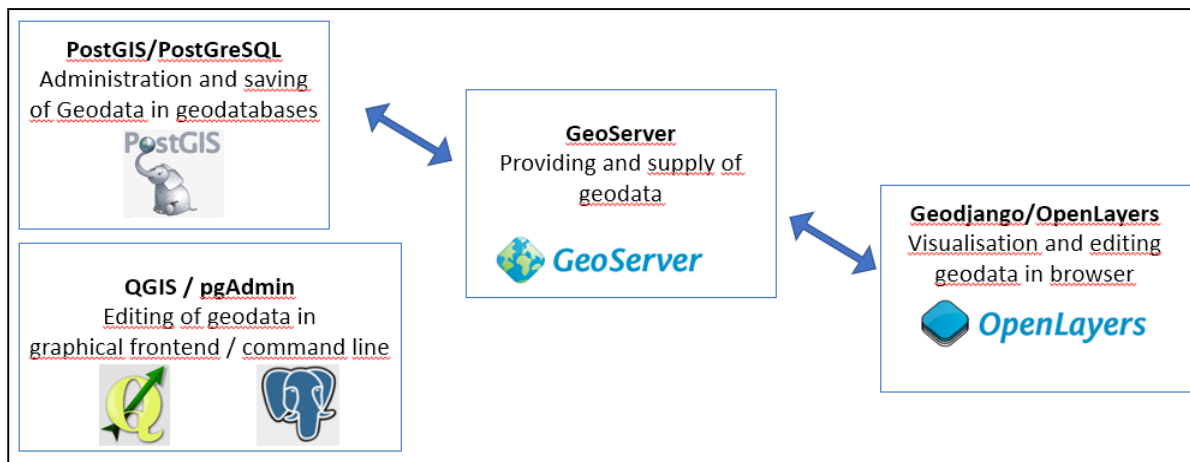 PostGIS/PostGreSQL
Administration and saving
of Geodata in geodatabases
PostGIS
QGIS / pgAdmin
Editing of geodata in
graphical frontend / command line
GeoServer
Providing and supply of
geodata
GeoServer
Geodjango/OpenLayers
Visualisation and editing
geodata in browser
OpenLayers